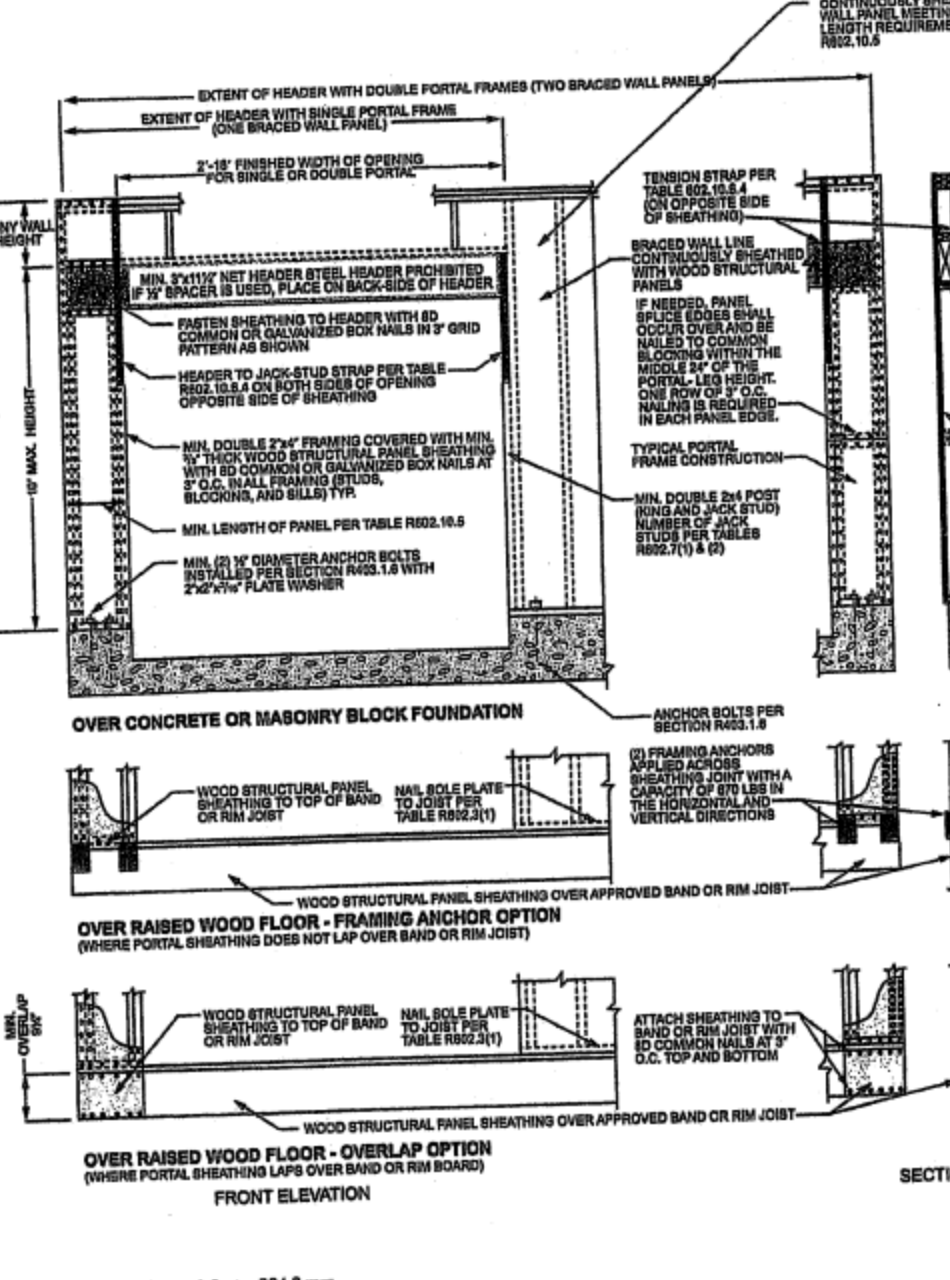 CONTINUOUSLY
WALL PANEL MEETIN
LENGTH REQUIREME
R602.10.5
EXTENT OF HEADER WITH DOUBLE PORTAL FRAMES (TWO BRACED WALL PANELS)
EXTENT OF HEADER WITH SINGLE PORTAL FRAME
(ONE BRACED WALL PANEL)
2'-18' FINISHED WIDTH OF OPENING
FOR SINGLE OR DOUBLE PORTAL
NY WALL
HEIGHT
MIN. 3"x11¼" NET HEADER STEEL HEADER PROHIBITED
IF ½" SPACER IS USED, PLACE ON BACK-SIDE OF HEADER
FASTEN SHEATHING TO HEADER WITH 8D
COMMON OR GALVANIZED BOX NAILS IN 3" GRID
PATTERN AS SHOWN
HEADER TO JACK-STUD STRAP PER TABLE
R602.10.6.4 ON BOTH SIDES OF OPENING
OPPOSITE SIDE OF SHEATHING
10' MAX. HEIGHT
MIN. DOUBLE 2"x4" FRAMING COVERED WITH MIN.
THICK WOOD STRUCTURAL PANEL SHEATHING
WITH 8D COMMON OR GALVANIZED BOX NAILS AT
3" O.C. IN ALL FRAMING (STUDS,
BLOCKING, AND SILLS) TYP.
MIN. LENGTH OF PANEL PER TABLE R602.10.5
MIN. (2) ½" DIAMETER ANCHOR BOLTS
INSTALLED PER SECTION R403.1.6 WITH
2"x2"x³⁄₁₆" PLATE WASHER
TENSION STRAP PER
TABLE 602.10.6.4
(ON OPPOSITE SIDE
OF SHEATHING)
BRACED WALL LINE
CONTINUOUSLY SHEATHED
WITH WOOD STRUCTURAL
PANELS
IF NEEDED, PANEL
SPLICE EDGES SHALL
OCCUR OVER AND BE
NAILED TO COMMON
BLOCKING WITHIN THE
MIDDLE 24" OF THE
PORTAL- LEG HEIGHT.
ONE ROW OF 3" O.C.
NAILING IS REQUIRED
IN EACH PANEL EDGE.
TYPICAL PORTAL
FRAME CONSTRUCTION
MIN. DOUBLE 2x4 POST
(KING AND JACK STUD)
NUMBER OF JACK
STUDS PER TABLES
R602.7(1) & (2)
ANCHOR BOLTS PER
SECTION R403.1.6
OVER CONCRETE OR MASONRY BLOCK FOUNDATION
WOOD STRUCTURAL PANEL
SHEATHING TO TOP OF BAND
OR RIM JOIST
NAIL SOLE PLATE
TO JOIST PER
TABLE R602.3(1)
(2) FRAMING ANCHORS
APPLIED ACROSS
SHEATHING JOINT WITH A
CAPACITY OF 670 LBS IN
THE HORIZONTAL AND
VERTICAL DIRECTIONS
WOOD STRUCTURAL PANEL SHEATHING OVER APPROVED BAND OR RIM JOIST
OVER RAISED WOOD FLOOR - FRAMING ANCHOR OPTION
(WHERE PORTAL SHEATHING DOES NOT LAP OVER BAND OR RIM JOIST)
MIN.
OVERLAP
9¼"
WOOD STRUCTURAL PANEL
SHEATHING TO TOP OF BAND
OR RIM JOIST
NAIL SOLE PLATE
TO JOIST PER
TABLE R602.3(1)
ATTACH SHEATHING TO
BAND OR RIM JOIST WITH
8D COMMON NAILS AT 3"
O.C. TOP AND BOTTOM
WOOD STRUCTURAL PANEL SHEATHING OVER APPROVED BAND OR RIM JOIST
OVER RAISED WOOD FLOOR - OVERLAP OPTION
(WHERE PORTAL SHEATHING LAPS OVER BAND OR RIM BOARD)
FRONT ELEVATION
SECTI